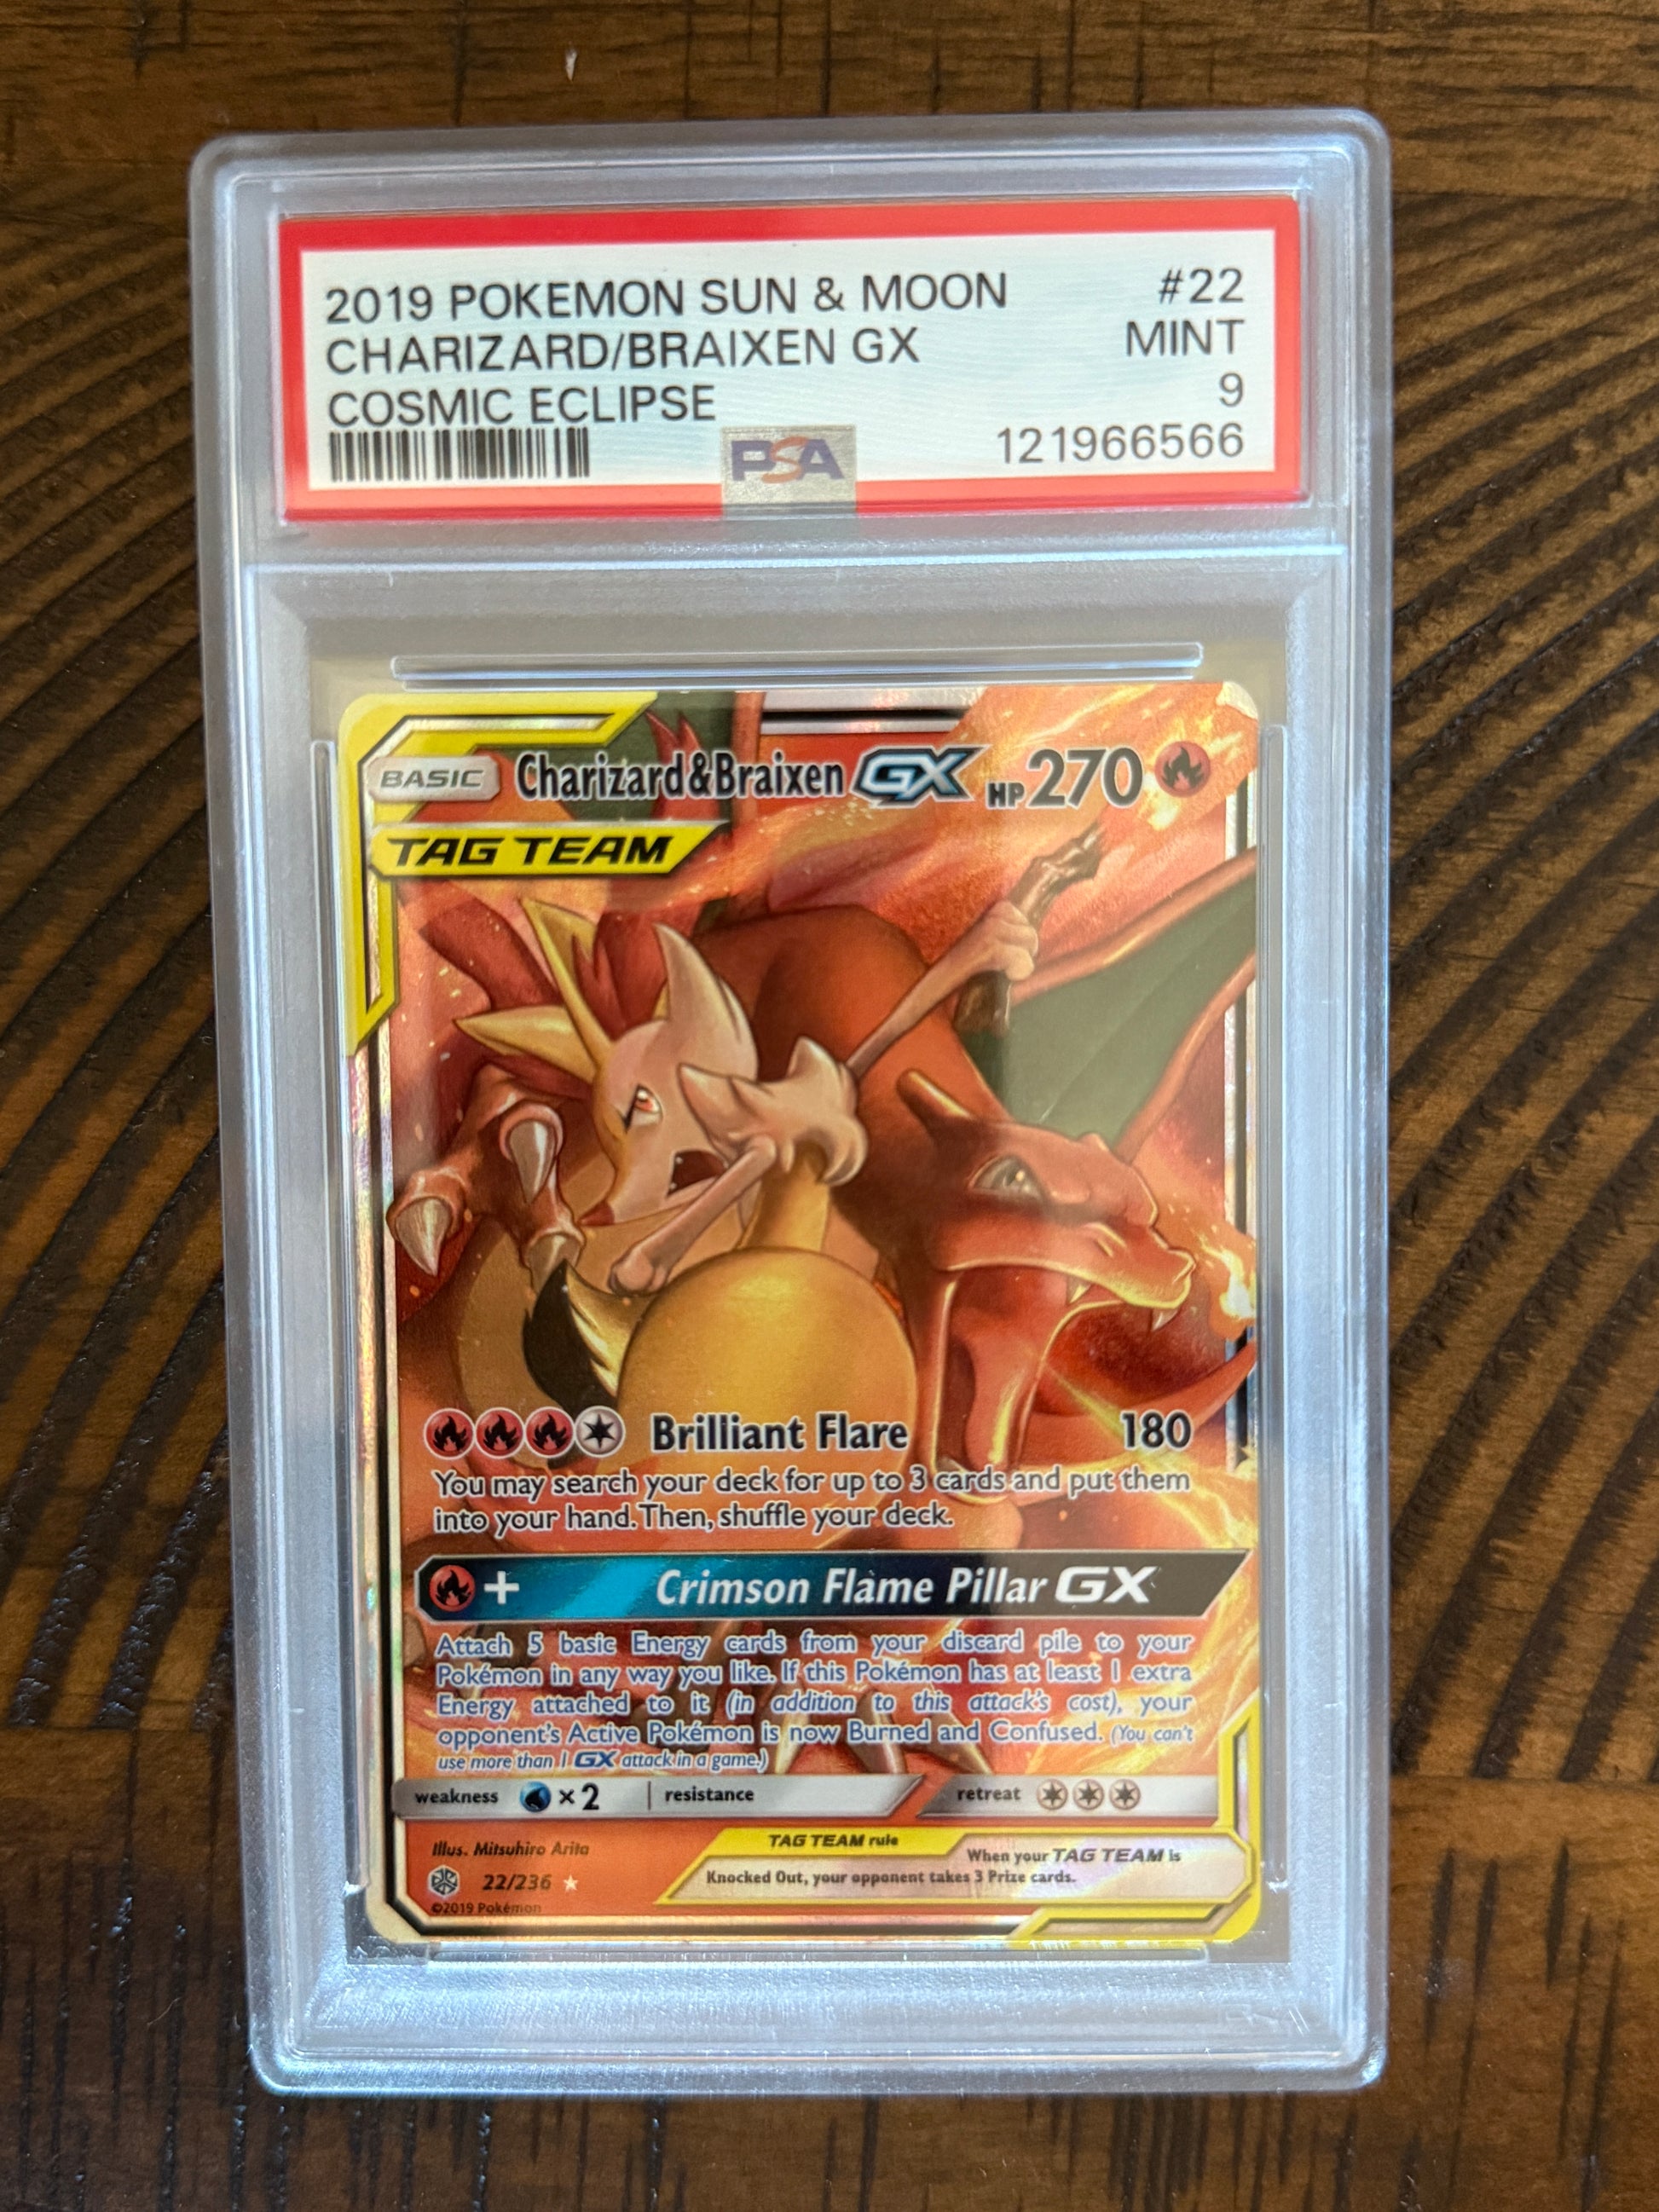 2019 POKEMON SUN & MOON #22
CHARIZARD/BRAIXEN GX MINT
COSMIC ECLIPSE 9
PSA 121966566
BASIC Charizard&Braixen GX HP270
TAG TEAM
Brilliant Flare 180
You may search your deck for up to 3 cards and put them
into your hand. Then, shuffle your deck.
+ Crimson Flame Pillar GX
Attach 5 basic Energy cards from your discard pile to your
Pokémon in any way you like. If this Pokémon has at least 1 extra
Energy attached to it (in addition to this attack's cost), your
opponent's Active Pokémon is now Burned and Confused. (You can't
use more than 1 GX attack in a game.)
weakness ×2 resistance retreat
Illus. Mitsuhiro Arita
22/236
©2019 Pokémon
TAG TEAM rule
When your TAG TEAM is
Knocked Out, your opponent takes 3 Prize cards.